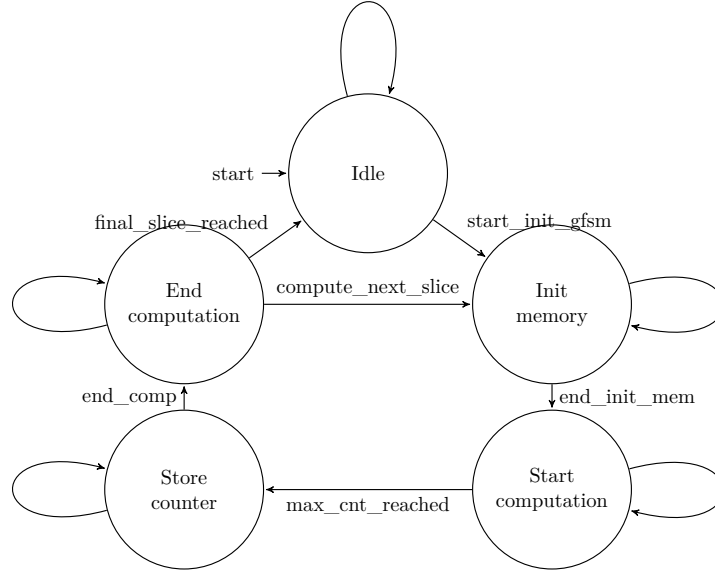 Idle
start
final_slice_reached
start_init_gfsm
End
computation
compute_next_slice
Init
memory
end_comp
end_init_mem
Store
counter
max_cnt_reached
Start
computation